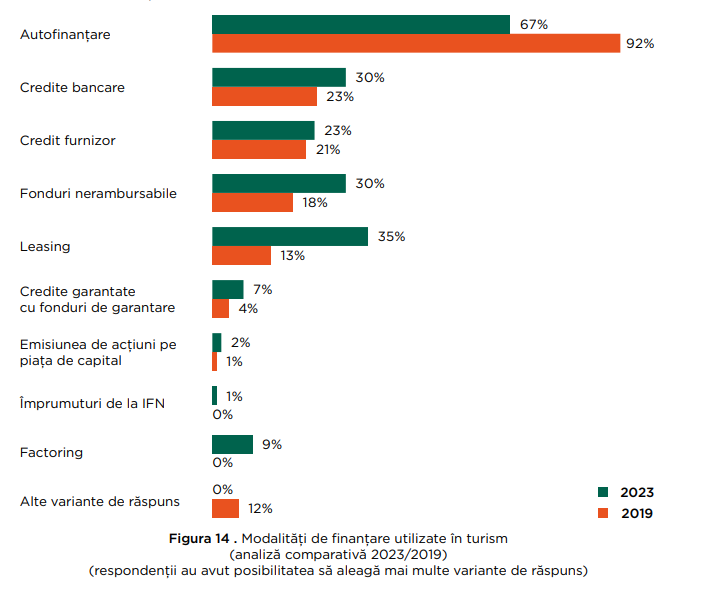 67%
Autofinanțare
92%
30%
Credite bancare
23%
23%
Credit furnizor
21%
30%
Fonduri nerambursabile
18%
35%
Leasing
13%
Credite garantate
7%
cu fonduri de garantare
4%
Emisiunea de acțiuni pe
2%
piața de capital
1%
1%
Împrumuturi de la IFN
0%
9%
Factoring
0%
0%
Alte variante de răspuns
12%
2023
2019
Figura 14 . Modalități de finanțare utilizate în turism
(analiză comparativă 2023/2019)
(respondenții au avut posibilitatea să aleagă mai multe variante de răspuns)